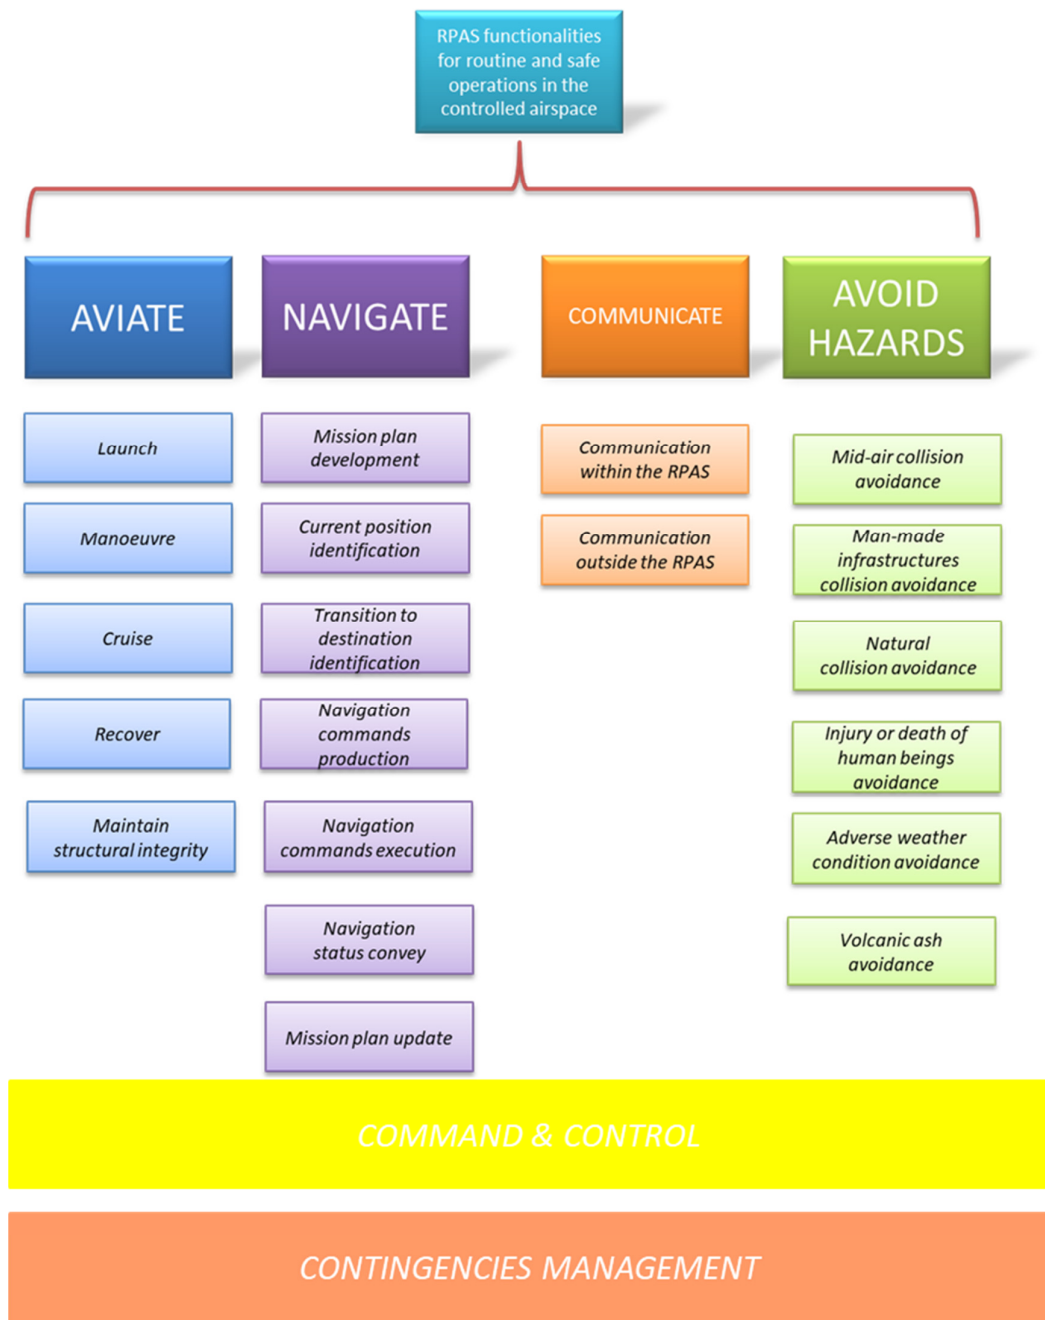 RPAS functionalities
for routine and safe
operations in the
controlled airspace
AVIATE
NAVIGATE
COMMUNICATE
AVOID
HAZARDS
Launch
Manoeuvre
Cruise
Recover
Maintain
structural integrity
Mission plan
development
Current position
identification
Transition to
destination
identification
Navigation
commands
production
Navigation
commands execution
Navigation
status convey
Mission plan update
Communication
within the RPAS
Communication
outside the RPAS
Mid-air collision
avoidance
Man-made
infrastructures
collision avoidance
Natural
collision avoidance
Injury or death of
human beings
avoidance
Adverse weather
condition avoidance
Volcanic ash
avoidance
COMMAND & CONTROL
CONTINGENCIES MANAGEMENT